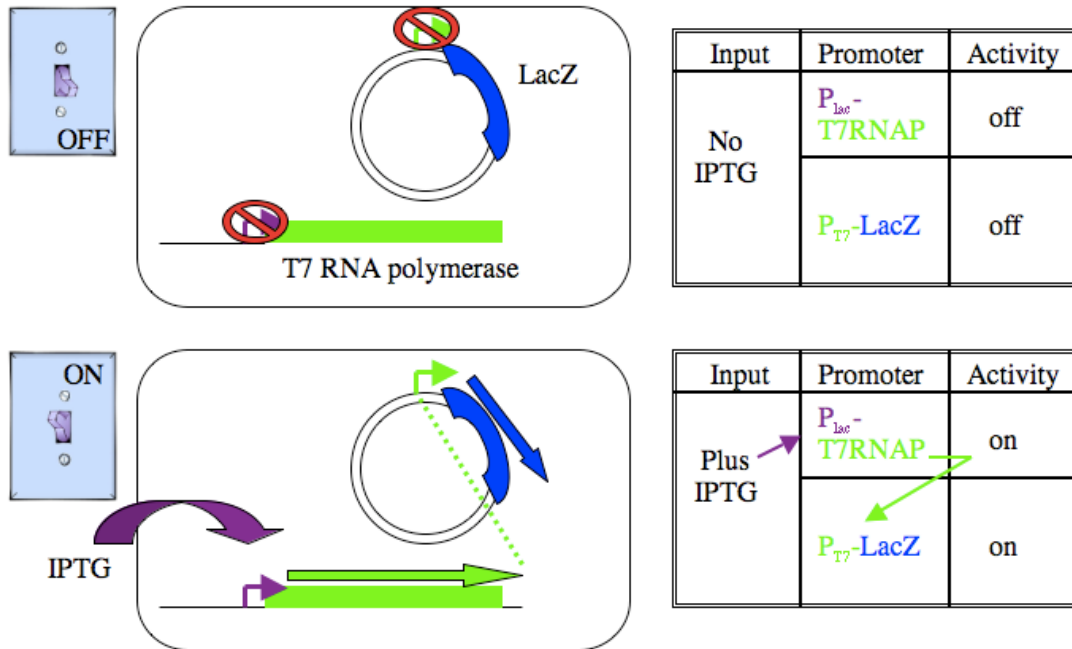 OFF
LacZ
T7 RNA polymerase
Input Promoter Activity
No
IPTG
Plac-
T7RNAP
off
PT7-LacZ
off
ON
IPTG
Input Promoter Activity
Plus
IPTG
Plac-
T7RNAP
on
PT7-LacZ
on